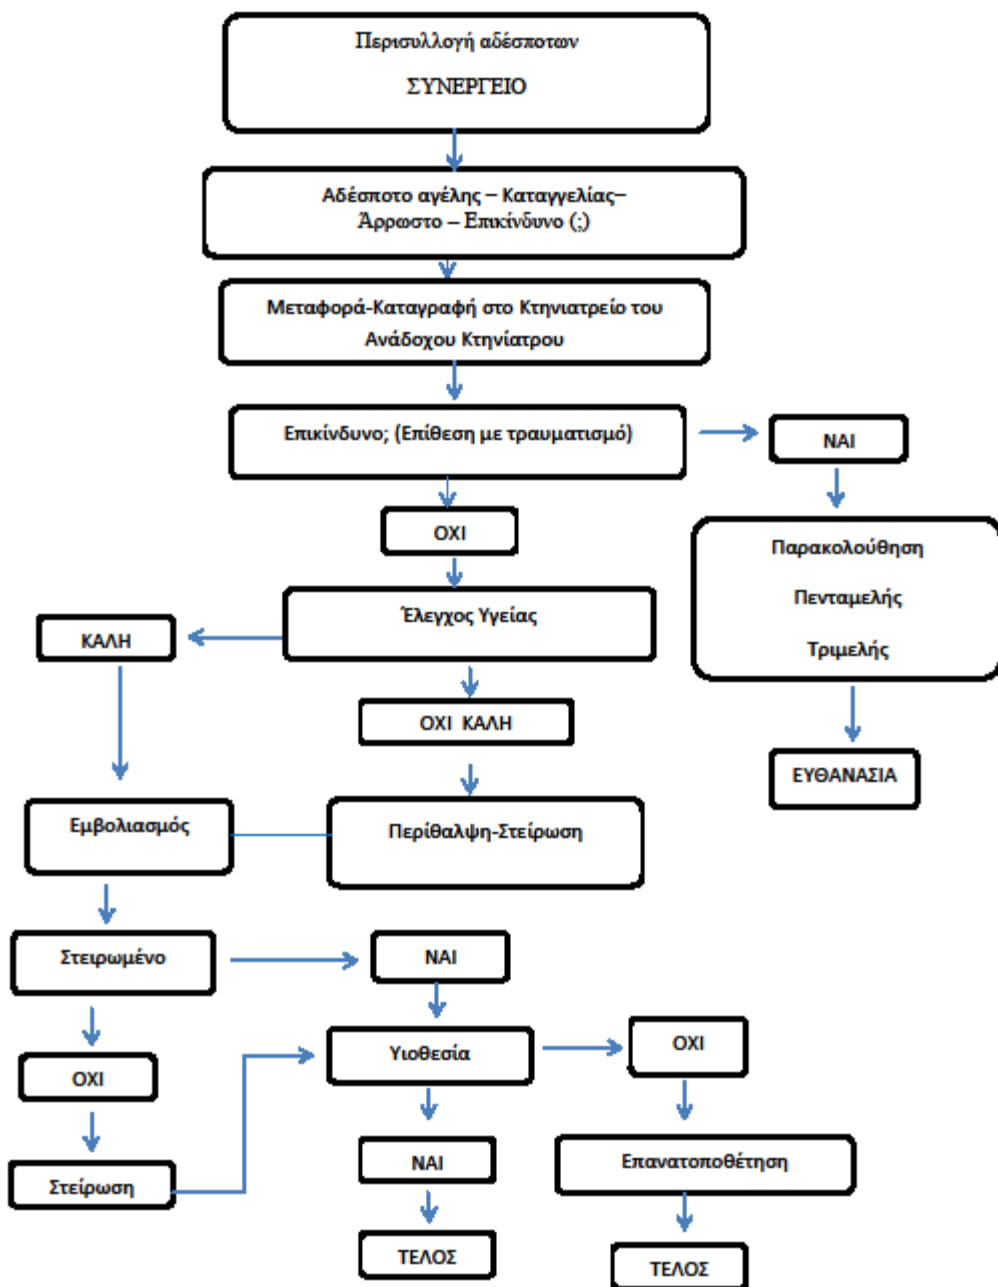 Περισυλλογή αδέσποτων
ΣΥΝΕΡΓΕΙΟ
Αδέσποτο αγέλης – Καταγγελίας–
Άρρωστο – Επικίνδυνο (;)
Μεταφορά-Καταγραφή στο Κτηνιατρείο του
Ανάδοχου Κτηνίατρου
Επικίνδυνο; (Επίθεση με τραυματισμό)
ΝΑΙ
ΟΧΙ
Παρακολούθηση
Πενταμελής
Τριμελής
Έλεγχος Υγείας
ΚΑΛΗ
ΟΧΙ ΚΑΛΗ
ΕΥΘΑΝΑΣΙΑ
Εμβολιασμός
Περίθαλψη-Στείρωση
Στειρωμένο
ΝΑΙ
Υιοθεσία
ΟΧΙ
ΟΧΙ
ΝΑΙ
Επανατοποθέτηση
Στείρωση
ΤΕΛΟΣ
ΤΕΛΟΣ